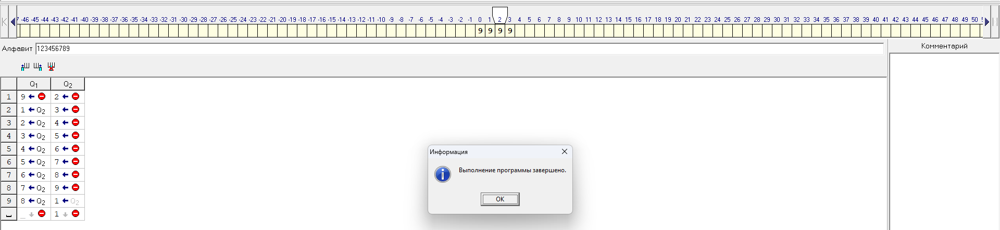 7 -46 -45 -44 -43 -42 -41 -40 -39 -38 -37 -36 -35 -34 -33 -32 -31 -30 -29 -28 -27 -26 -25 -24 -23 -22 -21 -20 -19 -18 -17 -16 -15 -14 -13 -12 -11 -10 -9 -8 -7 -6 -5 -4 -3 -2 -1 0 1 2 3 4 5 6 7 8 9 10 11 12 13 14 15 16 17 18 19 20 21 22 23 24 25 26 27 28 29 30 31 32 33 34 35 36 37 38 39 40 41 42 43 44 45 46 47 48 49 50
9 9 9 9
Алфавит 123456789
Комментарий
Q1 Q2
1 9 ← 2 ←
2 1 ← Q2 3 ←
3 2 ← Q2 4 ←
4 3 ← Q2 5 ←
5 4 ← Q2 6 ←
6 5 ← Q2 7 ←
7 6 ← Q2 8 ←
8 7 ← Q2 9 ←
9 8 ← Q2 1 ← Q2
_ ↓ 1 ↓
Информация
Выполнение программы завершено.
OK